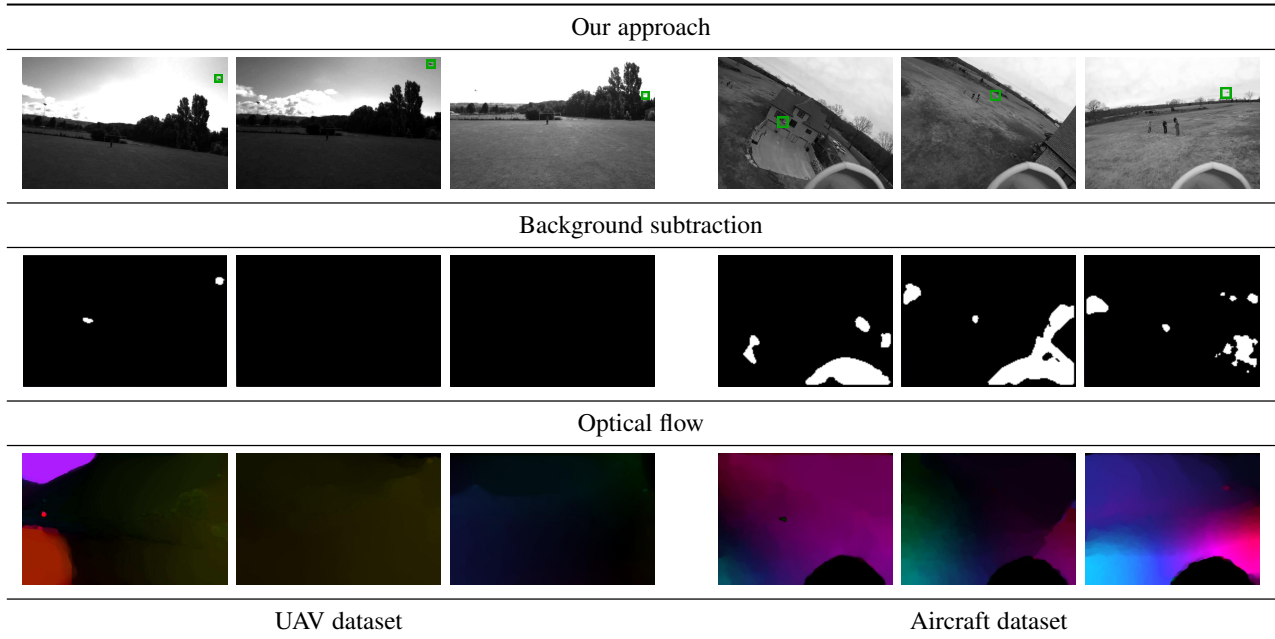 Our approach
Background subtraction
Optical flow
UAV dataset
Aircraft dataset